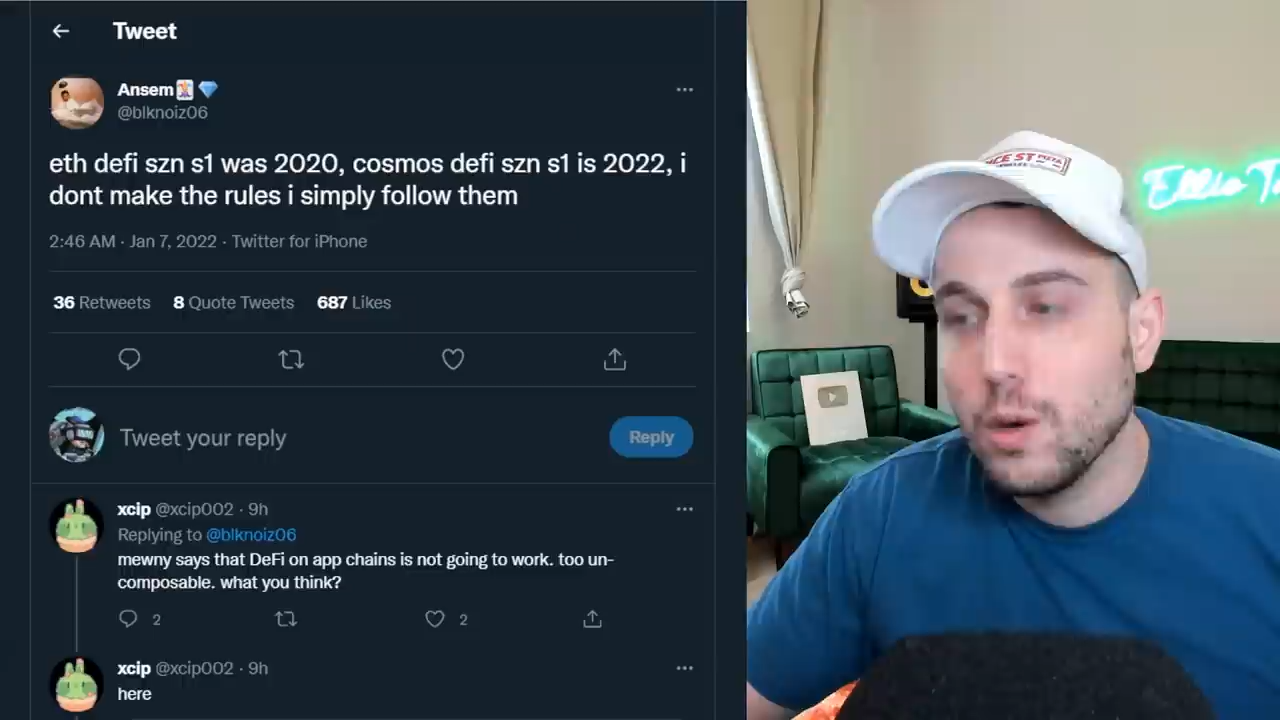 Tweet
Ansem
@blknoiz06
eth defi szn s1 was 2020, cosmos defi szn s1 is 2022, i
dont make the rules i simply follow them
2:46 AM · Jan 7, 2022 · Twitter for iPhone
36 Retweets 8 Quote Tweets 687 Likes
Tweet your reply
Reply
xcip @xcip002 · 9h
Replying to @blknoiz06
mewny says that DeFi on app chains is not going to work. too un-
composable. what you think?
2 2
xcip @xcip002 · 9h
here